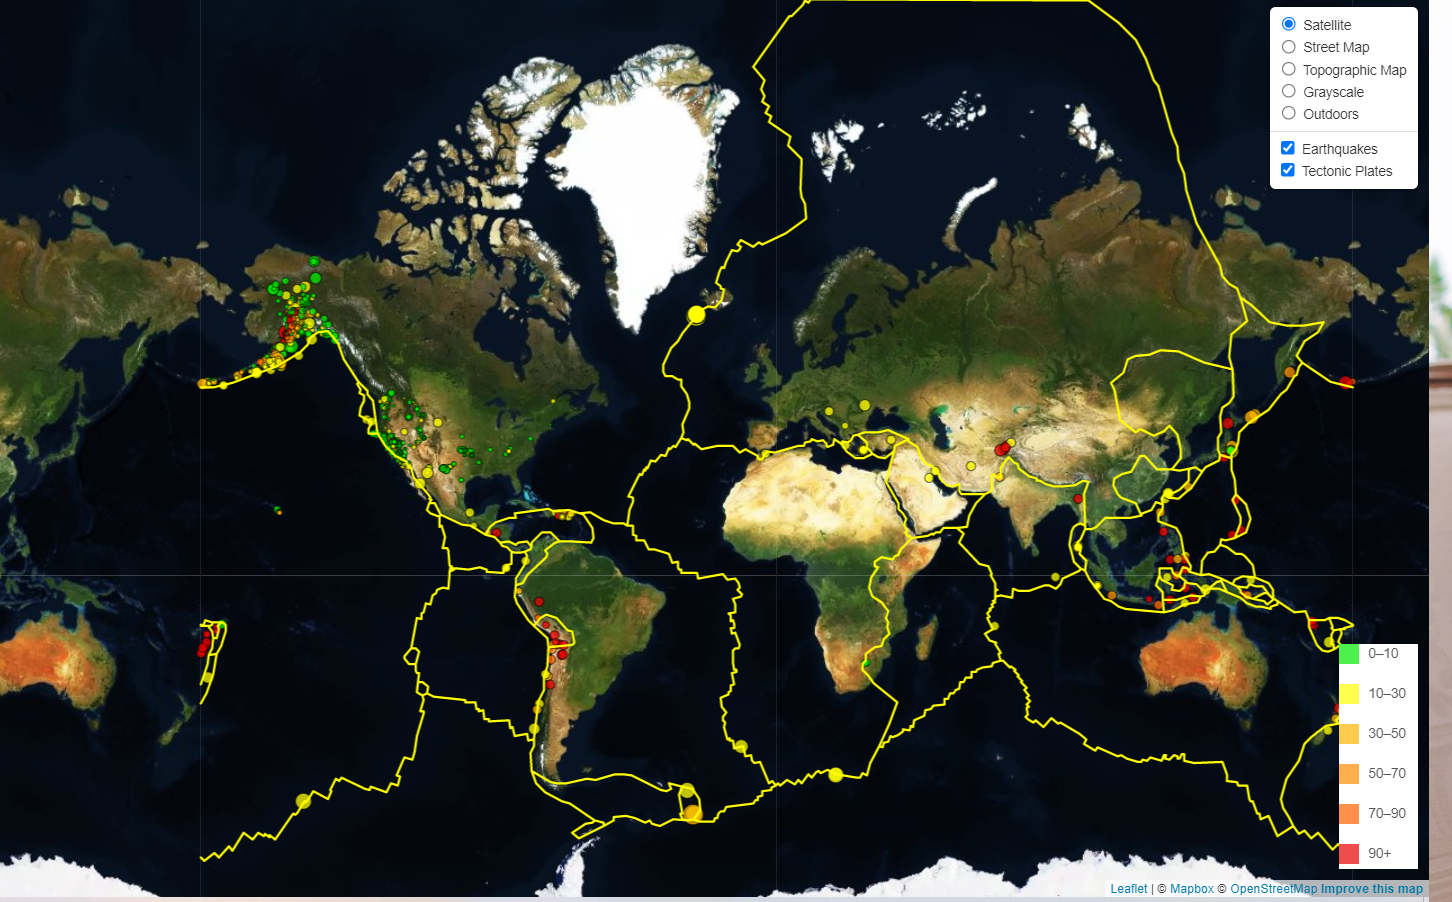 Satellite
Street Map
Topographic Map
Grayscale
Outdoors
Earthquakes
Tectonic Plates
0–10
10–30
30–50
50–70
70–90
90+
Leaflet | © Mapbox © OpenStreetMap Improve this map